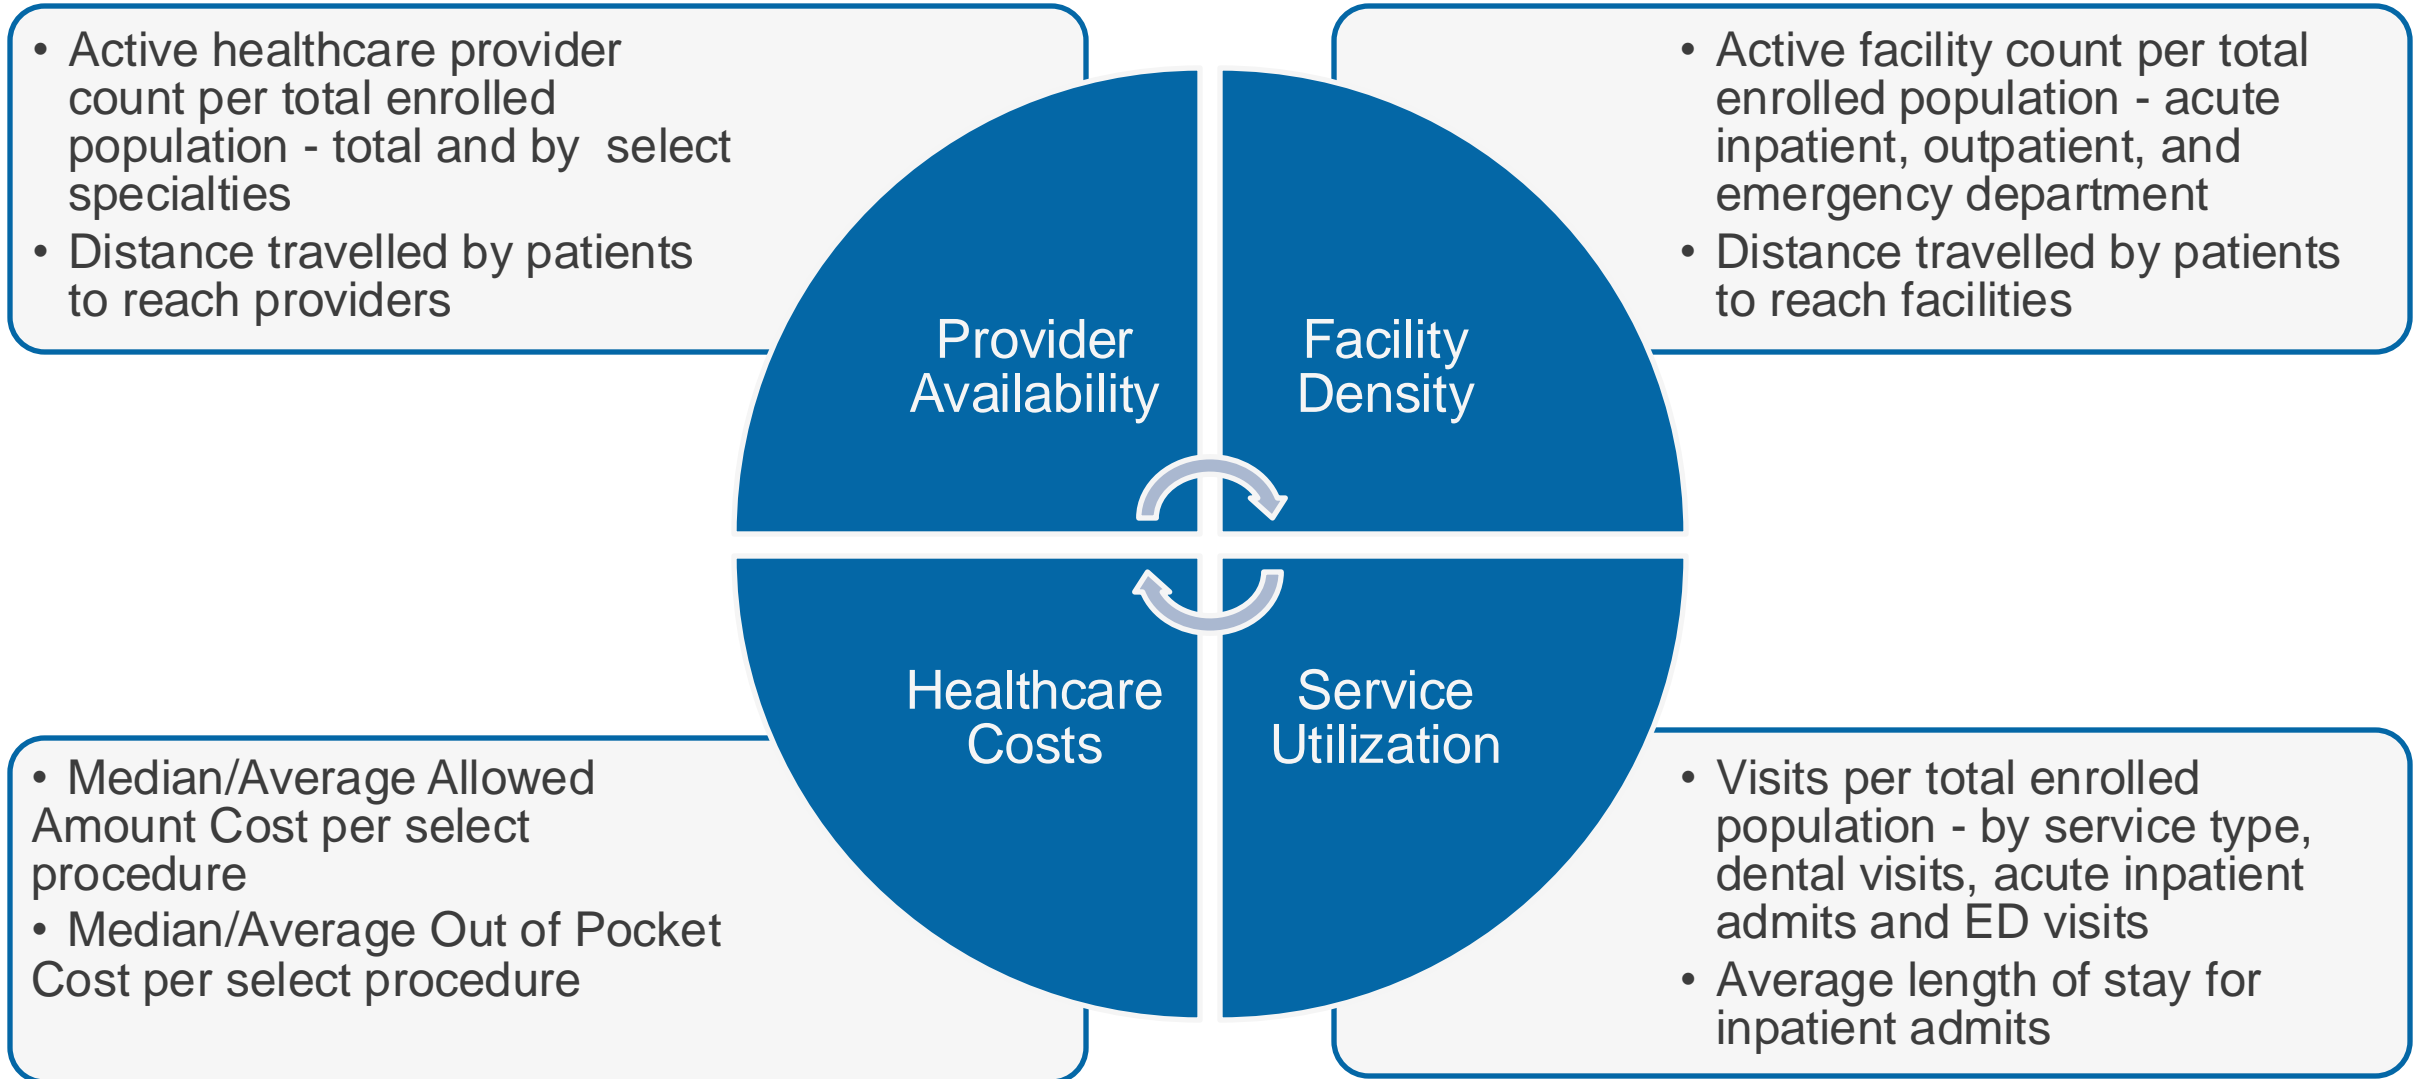 • Active healthcare provider
count per total enrolled
population - total and by select
specialties
• Distance travelled by patients
to reach providers
• Active facility count per total
enrolled population - acute
inpatient, outpatient, and
emergency department
• Distance travelled by patients
to reach facilities
Provider
Availability
Facility
Density
Healthcare
Costs
Service
Utilization
• Median/Average Allowed
Amount Cost per select
procedure
• Median/Average Out of Pocket
Cost per select procedure
• Visits per total enrolled
population - by service type,
dental visits, acute inpatient
admits and ED visits
• Average length of stay for
inpatient admits